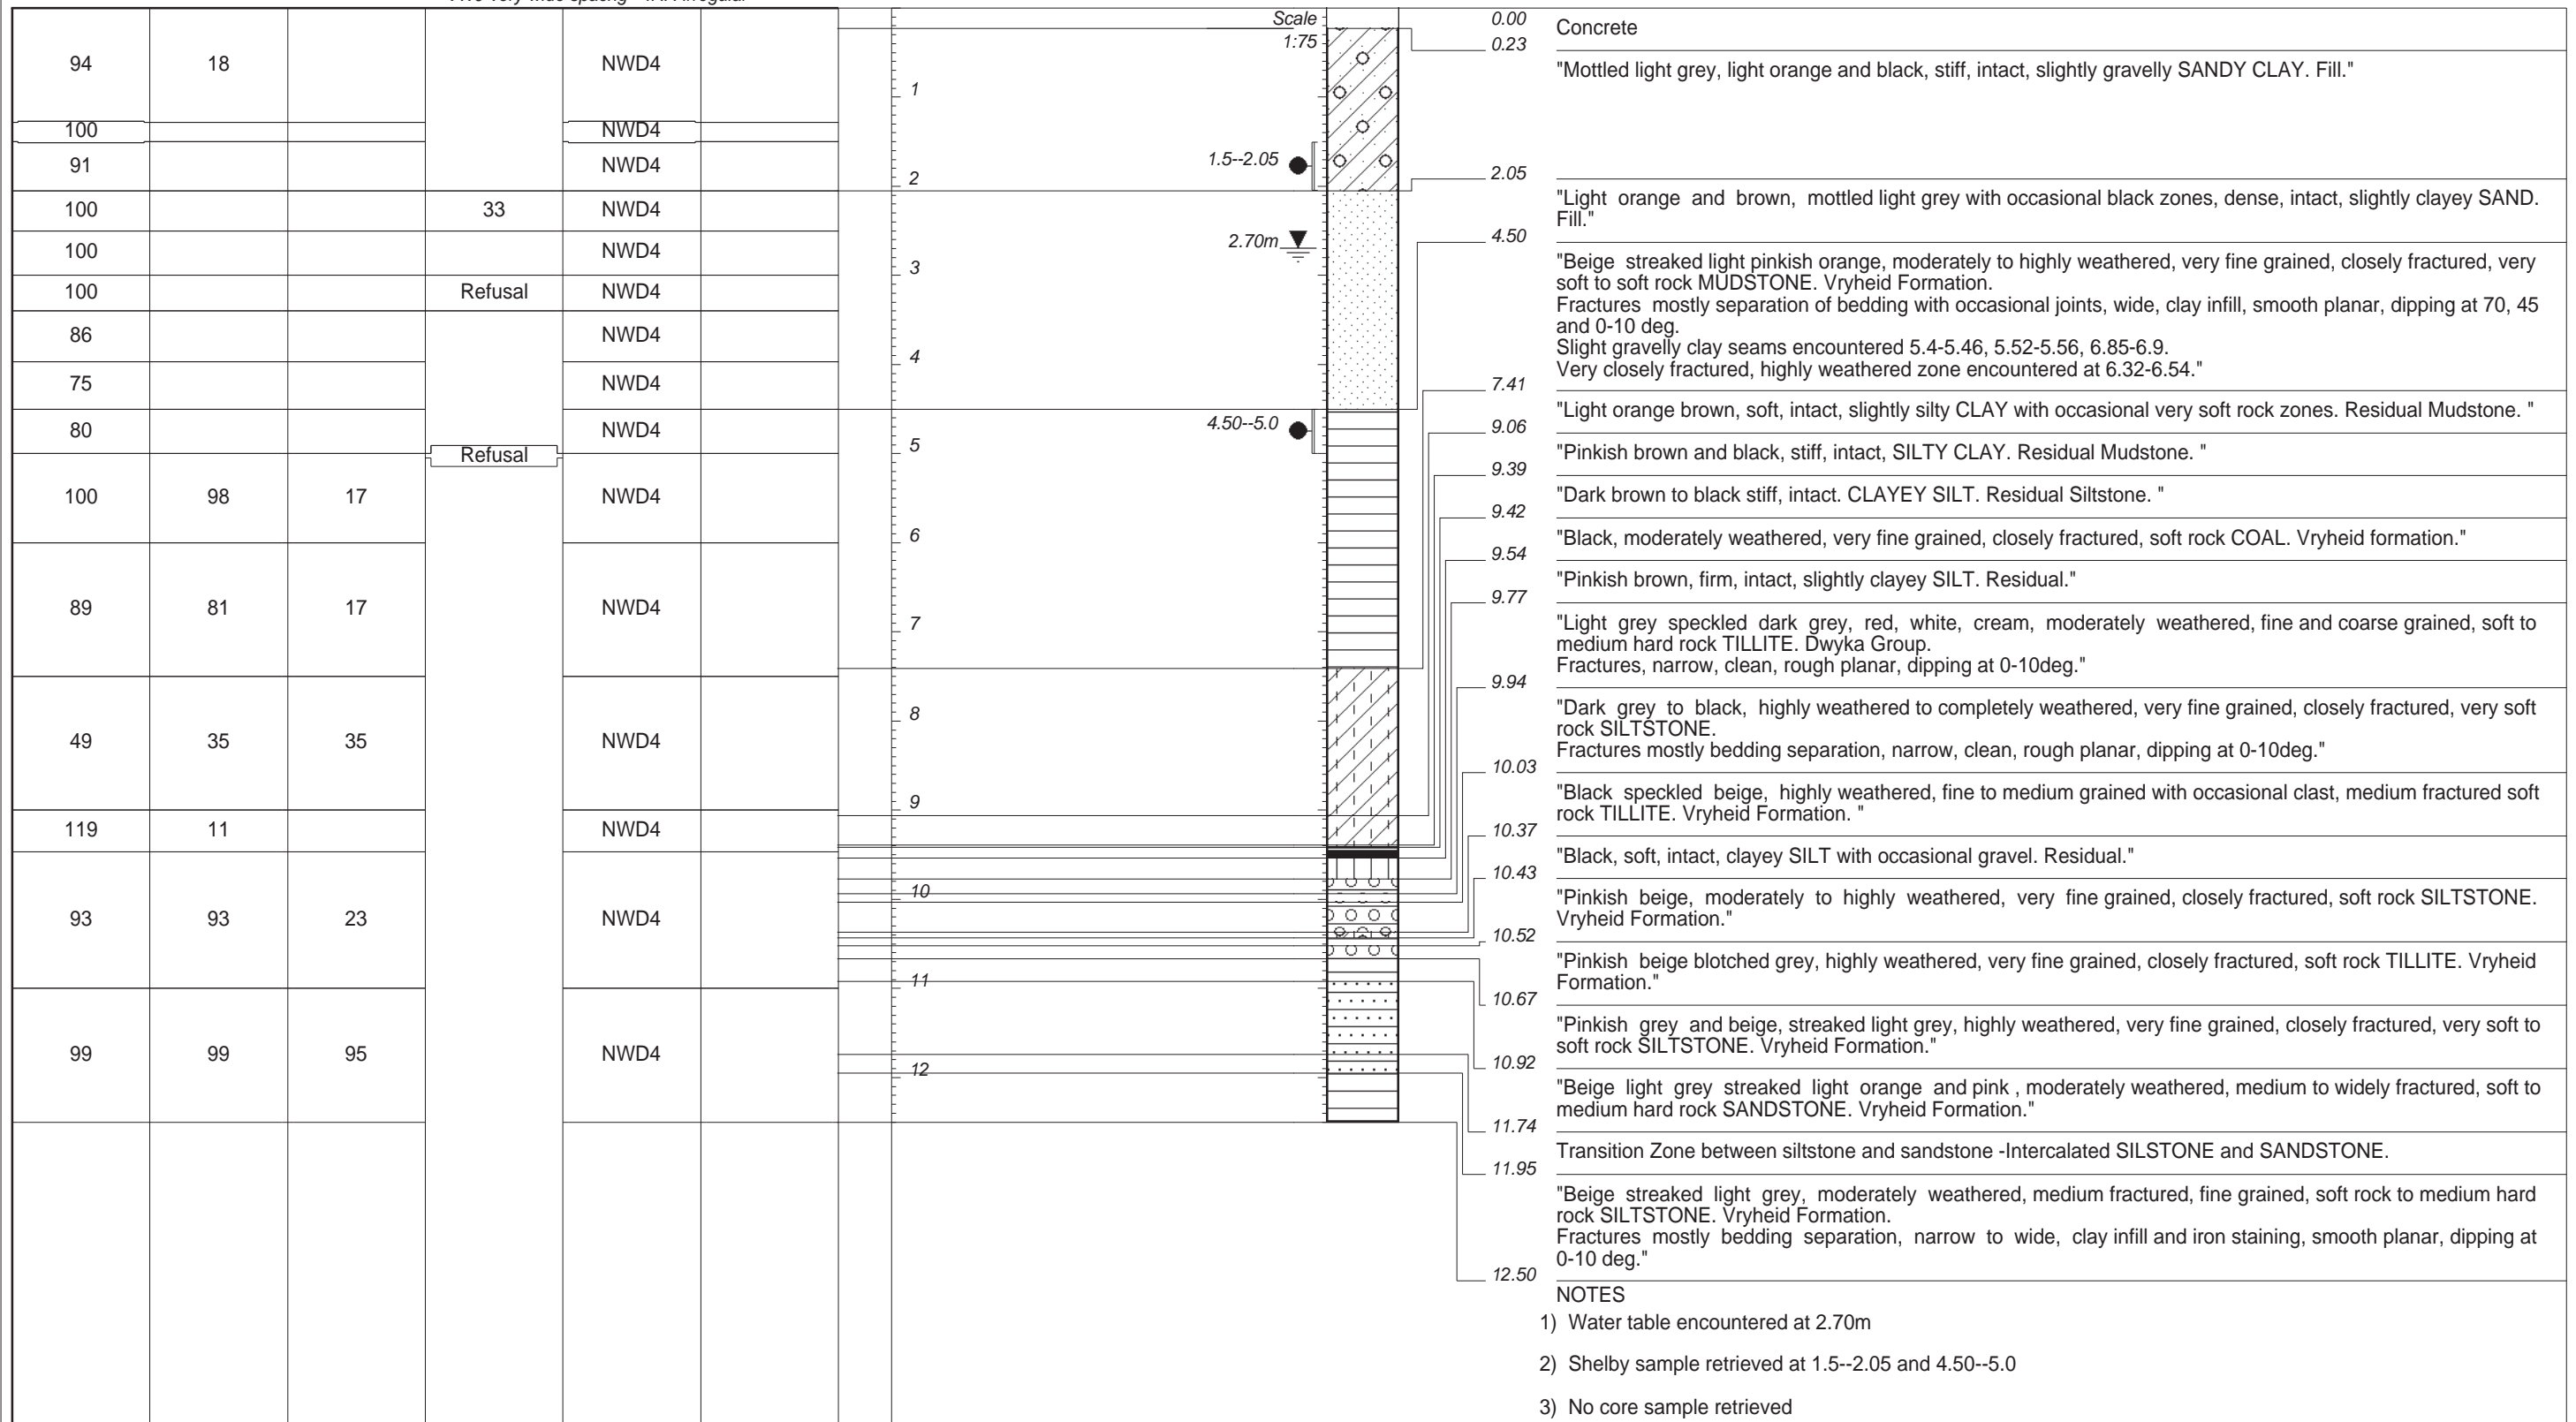 Scale
1:75
94 18 NWD4
100 NWD4
91 NWD4
100 33 NWD4
100 NWD4
100 Refusal NWD4
86 NWD4
75 NWD4
80 NWD4
Refusal
100 98 17 NWD4
89 81 17 NWD4
49 35 35 NWD4
119 11 NWD4
93 93 23 NWD4
99 99 95 NWD4
1
2
3
4
5
6
7
8
9
10
11
12
1.5--2.05
2.70m
4.50--5.0
0.00
Concrete
0.23
"Mottled light grey, light orange and black, stiff, intact, slightly gravelly SANDY CLAY. Fill."
2.05
"Light orange and brown, mottled light grey with occasional black zones, dense, intact, slightly clayey SAND.
Fill."
4.50
"Beige streaked light pinkish orange, moderately to highly weathered, very fine grained, closely fractured, very
soft to soft rock MUDSTONE. Vryheid Formation.
Fractures mostly separation of bedding with occasional joints, wide, clay infill, smooth planar, dipping at 70, 45
and 0-10 deg.
Slight gravelly clay seams encountered 5.4-5.46, 5.52-5.56, 6.85-6.9.
Very closely fractured, highly weathered zone encountered at 6.32-6.54."
7.41
"Light orange brown, soft, intact, slightly silty CLAY with occasional very soft rock zones. Residual Mudstone. "
9.06
"Pinkish brown and black, stiff, intact, SILTY CLAY. Residual Mudstone. "
9.39
"Dark brown to black stiff, intact. CLAYEY SILT. Residual Siltstone. "
9.42
"Black, moderately weathered, very fine grained, closely fractured, soft rock COAL. Vryheid formation."
9.54
"Pinkish brown, firm, intact, slightly clayey SILT. Residual."
9.77
"Light grey speckled dark grey, red, white, cream, moderately weathered, fine and coarse grained, soft to
medium hard rock TILLITE. Dwyka Group.
Fractures, narrow, clean, rough planar, dipping at 0-10deg."
9.94
"Dark grey to black, highly weathered to completely weathered, very fine grained, closely fractured, very soft
rock SILTSTONE.
Fractures mostly bedding separation, narrow, clean, rough planar, dipping at 0-10deg."
10.03
"Black speckled beige, highly weathered, fine to medium grained with occasional clast, medium fractured soft
rock TILLITE. Vryheid Formation. "
10.37
"Black, soft, intact, clayey SILT with occasional gravel. Residual."
10.43
"Pinkish beige, moderately to highly weathered, very fine grained, closely fractured, soft rock SILTSTONE.
Vryheid Formation."
10.52
"Pinkish beige blotched grey, highly weathered, very fine grained, closely fractured, soft rock TILLITE. Vryheid
Formation."
10.67
"Pinkish grey and beige, streaked light grey, highly weathered, very fine grained, closely fractured, very soft to
soft rock SILTSTONE. Vryheid Formation."
10.92
"Beige light grey streaked light orange and pink , moderately weathered, medium to widely fractured, soft to
medium hard rock SANDSTONE. Vryheid Formation."
11.74
Transition Zone between siltstone and sandstone -Intercalated SILSTONE and SANDSTONE.
11.95
"Beige streaked light grey, moderately weathered, medium fractured, fine grained, soft rock to medium hard
rock SILTSTONE. Vryheid Formation.
Fractures mostly bedding separation, narrow to wide, clay infill and iron staining, smooth planar, dipping at
0-10 deg."
12.50
NOTES
1) Water table encountered at 2.70m
2) Shelby sample retrieved at 1.5--2.05 and 4.50--5.0
3) No core sample retrieved